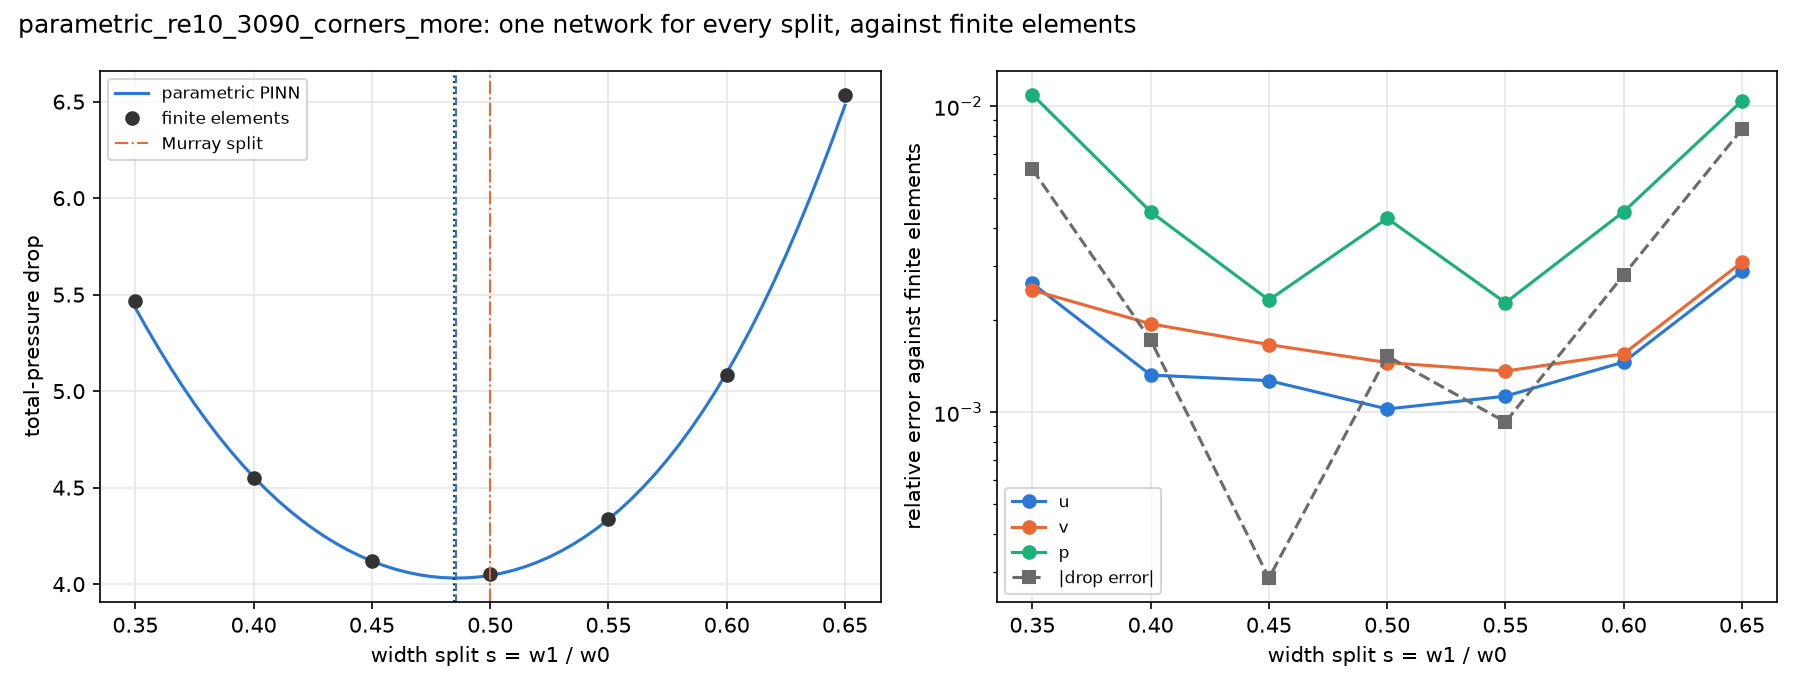 parametric_re10_3090_corners_more: one network for every split, against finite elements
total-pressure drop
6.5
6.0
5.5
5.0
4.5
4.0
parametric PINN
finite elements
Murray split
0.35 0.40 0.45 0.50 0.55 0.60 0.65
width split s = w1 / w0
relative error against finite elements
10⁻²
10⁻³
u
v
p
|drop error|
0.35 0.40 0.45 0.50 0.55 0.60 0.65
width split s = w1 / w0